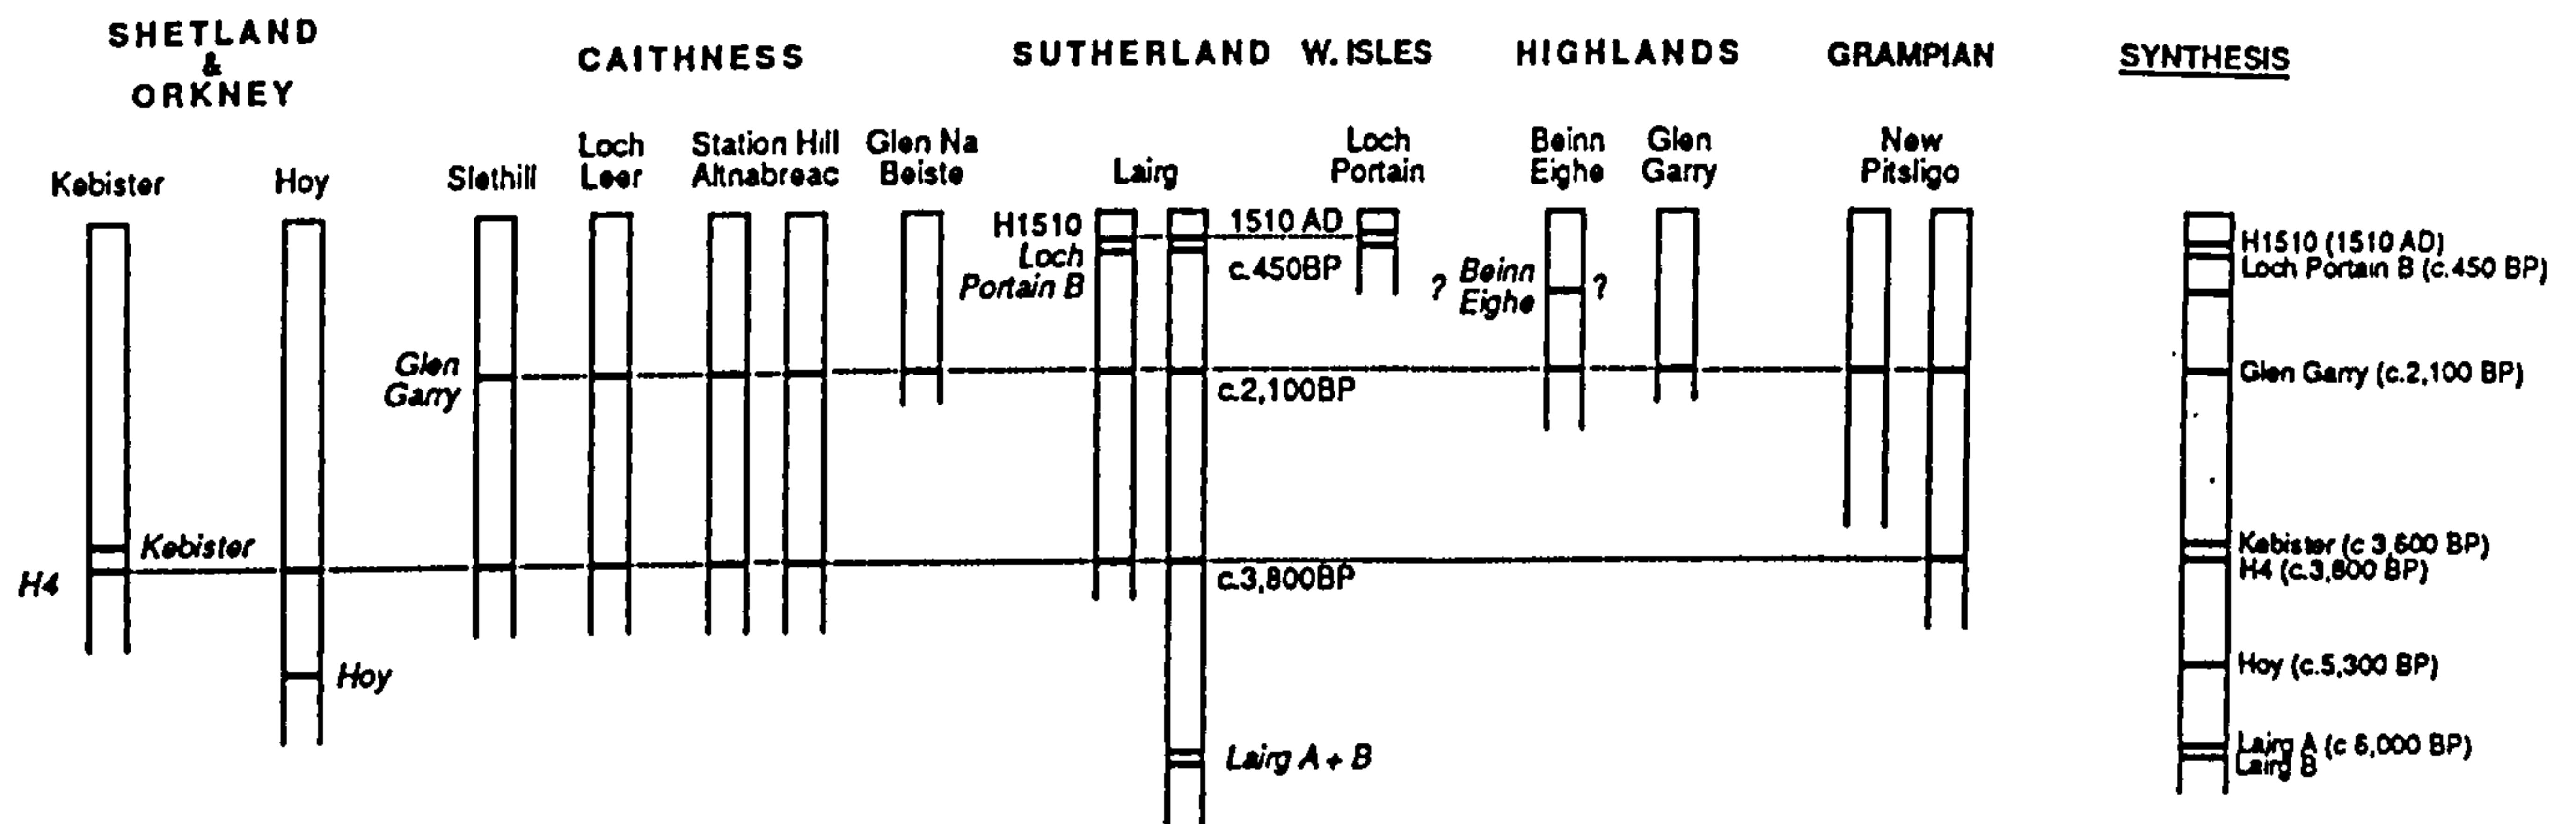 SHETLAND
&
ORKNEY
CAITHNESS
SUTHERLAND
W. ISLES
HIGHLANDS
GRAMPIAN
SYNTHESIS
Kebister
Hoy
Slethill
Loch
Leer
Station Hill
Altnabreac
Glen Na
Beiste
Lairg
Loch
Portain
Beinn
Eighe
Glen
Garry
New
Pitsligo
H1510
Loch
Portain B
1510 AD
c.450BP
? Beinn
Eighe
?
H1510 (1510 AD)
Loch Portain B (c.450 BP)
Glen
Garry
c.2,100BP
Glen Garry (c.2,100 BP)
Kebister
H4
c.3,800BP
Kebister (c 3,600 BP)
H4 (c.3,800 BP)
Hoy
Hoy (c.5,300 BP)
Lairg A + B
Lairg A (c 6,000 BP)
Lairg B